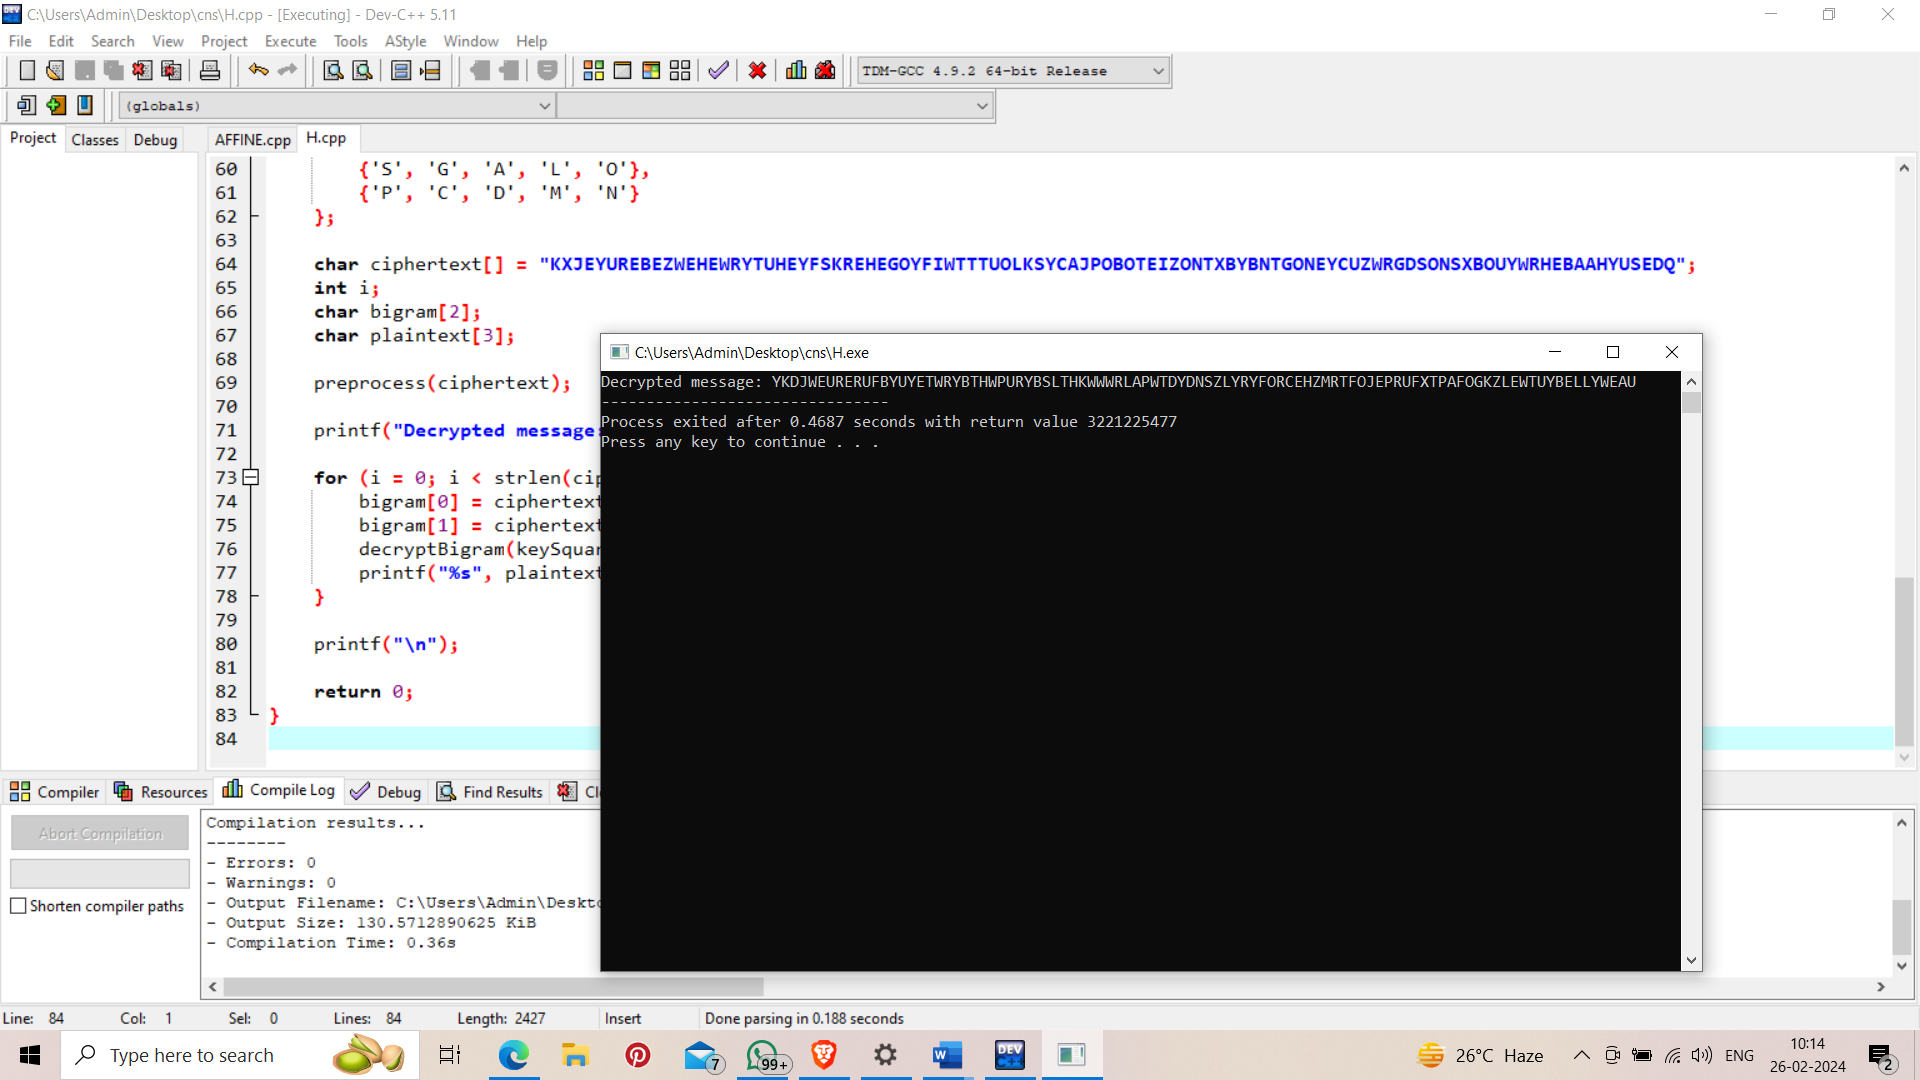 C:\Users\Admin\Desktop\cns\H.cpp - [Executing] - Dev-C++ 5.11
File Edit Search View Project Execute Tools AStyle Window Help
TDM-GCC 4.9.2 64-bit Release
(globals)
Project Classes Debug AFFINE.cpp H.cpp
60 {'S', 'G', 'A', 'L', 'O'},
61 {'P', 'C', 'D', 'M', 'N'}
62 };
63
64 char ciphertext[] = "KXJEYUREBEZWEHEWRYTUHEYFSKREHEGOYFIWTTTUOLKSYCAJPOBOTEIZONTXBYBNTGONEYCUZWRGDSONSXBOUYWRHEBAAHYUSEDQ";
65 int i;
66 char bigram[2];
67 char plaintext[3];
68
69 preprocess(ciphertext);
70
71 printf("Decrypted message:
72
73 for (i = 0; i < strlen(cip
74 bigram[0] = ciphertext
75 bigram[1] = ciphertext
76 decryptBigram(keySquar
77 printf("%s", plaintext
78 }
79
80 printf("\n");
81
82 return 0;
83 }
84
C:\Users\Admin\Desktop\cns\H.exe
Decrypted message: YKDJWEURERUFBYUYETWRYBTHWPURYBSLTHKWWWRLAPWTDYDNSZLYRYFORCEHZMRTFOJEPRUFXTPAFOGKZLEWTUYBELLYWEAU
--------------------------------
Process exited after 0.4687 seconds with return value 3221225477
Press any key to continue . . .
Compiler Resources Compile Log Debug Find Results Cl
Abort Compilation
Shorten compiler paths
Compilation results...
--------
- Errors: 0
- Warnings: 0
- Output Filename: C:\Users\Admin\Deskto
- Output Size: 130.5712890625 KiB
- Compilation Time: 0.36s
Line: 84 Col: 1 Sel: 0 Lines: 84 Length: 2427 Insert Done parsing in 0.188 seconds
Type here to search
7
99+
W
DEV C++
26°C Haze
ENG
10:14
26-02-2024
2